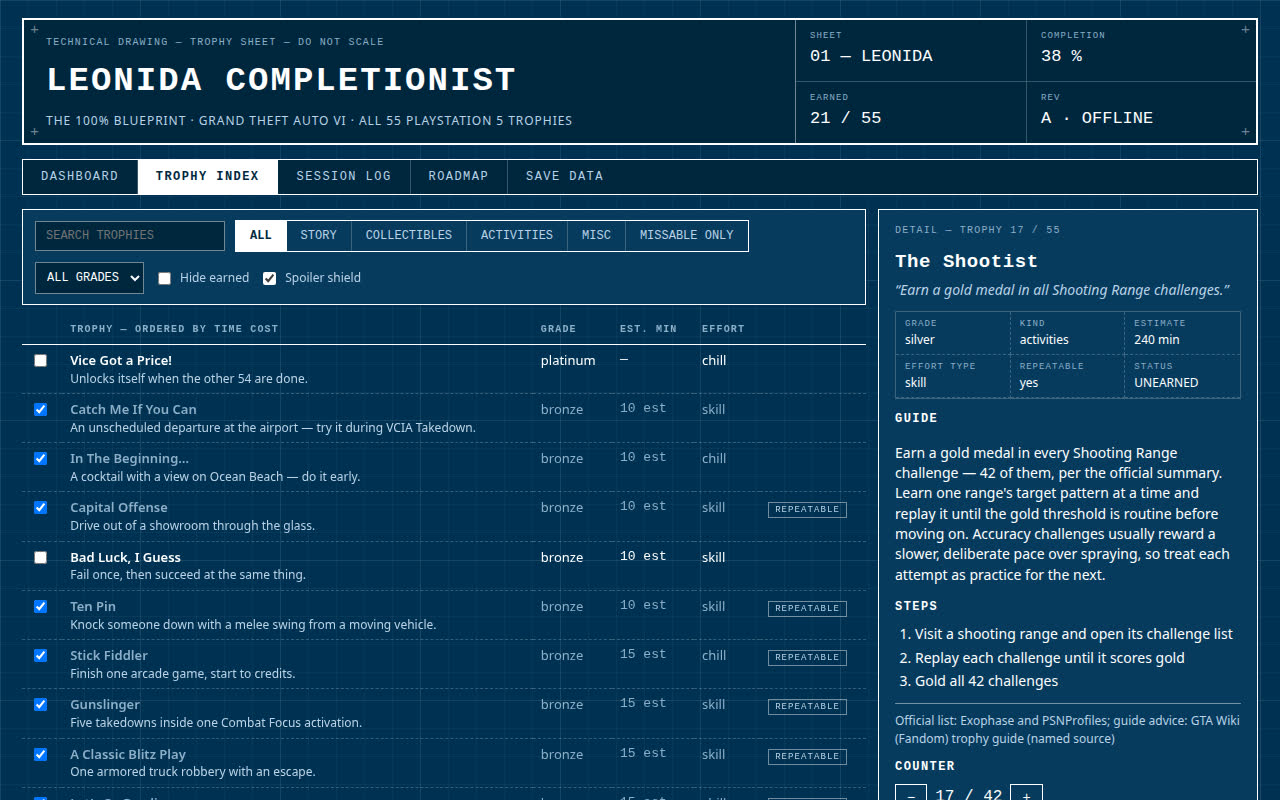 TECHNICAL DRAWING — TROPHY SHEET — DO NOT SCALE
LEONIDA COMPLETIONIST
THE 100% BLUEPRINT · GRAND THEFT AUTO VI · ALL 55 PLAYSTATION 5 TROPHIES
SHEET
01 — LEONIDA
COMPLETION
38 %
EARNED
21 / 55
REV
A · OFFLINE
DASHBOARD TROPHY INDEX SESSION LOG ROADMAP SAVE DATA
SEARCH TROPHIES ALL STORY COLLECTIBLES ACTIVITIES MISC MISSABLE ONLY
ALL GRADES Hide earned Spoiler shield
TROPHY — ORDERED BY TIME COST GRADE EST. MIN EFFORT
Vice Got a Price! platinum — chill
Unlocks itself when the other 54 are done.
Catch Me If You Can bronze 10 est skill
An unscheduled departure at the airport — try it during VCIA Takedown.
In The Beginning... bronze 10 est chill
A cocktail with a view on Ocean Beach — do it early.
Capital Offense bronze 10 est skill REPEATABLE
Drive out of a showroom through the glass.
Bad Luck, I Guess bronze 10 est skill
Fail once, then succeed at the same thing.
Ten Pin bronze 10 est skill REPEATABLE
Knock someone down with a melee swing from a moving vehicle.
Stick Fiddler bronze 15 est chill REPEATABLE
Finish one arcade game, start to credits.
Gunslinger bronze 15 est skill REPEATABLE
Five takedowns inside one Combat Focus activation.
A Classic Blitz Play bronze 15 est skill REPEATABLE
One armored truck robbery with an escape.
DETAIL — TROPHY 17 / 55
The Shootist
“Earn a gold medal in all Shooting Range challenges.”
GRADE KIND ESTIMATE
silver activities 240 min
EFFORT TYPE REPEATABLE STATUS
skill yes UNEARNED
GUIDE
Earn a gold medal in every Shooting Range
challenge — 42 of them, per the official summary.
Learn one range's target pattern at a time and
replay it until the gold threshold is routine before
moving on. Accuracy challenges usually reward a
slower, deliberate pace over spraying, so treat each
attempt as practice for the next.
STEPS
1. Visit a shooting range and open its challenge list
2. Replay each challenge until it scores gold
3. Gold all 42 challenges
Official list: Exophase and PSNProfiles; guide advice: GTA Wiki
(Fandom) trophy guide (named source)
COUNTER
− 17 / 42 +